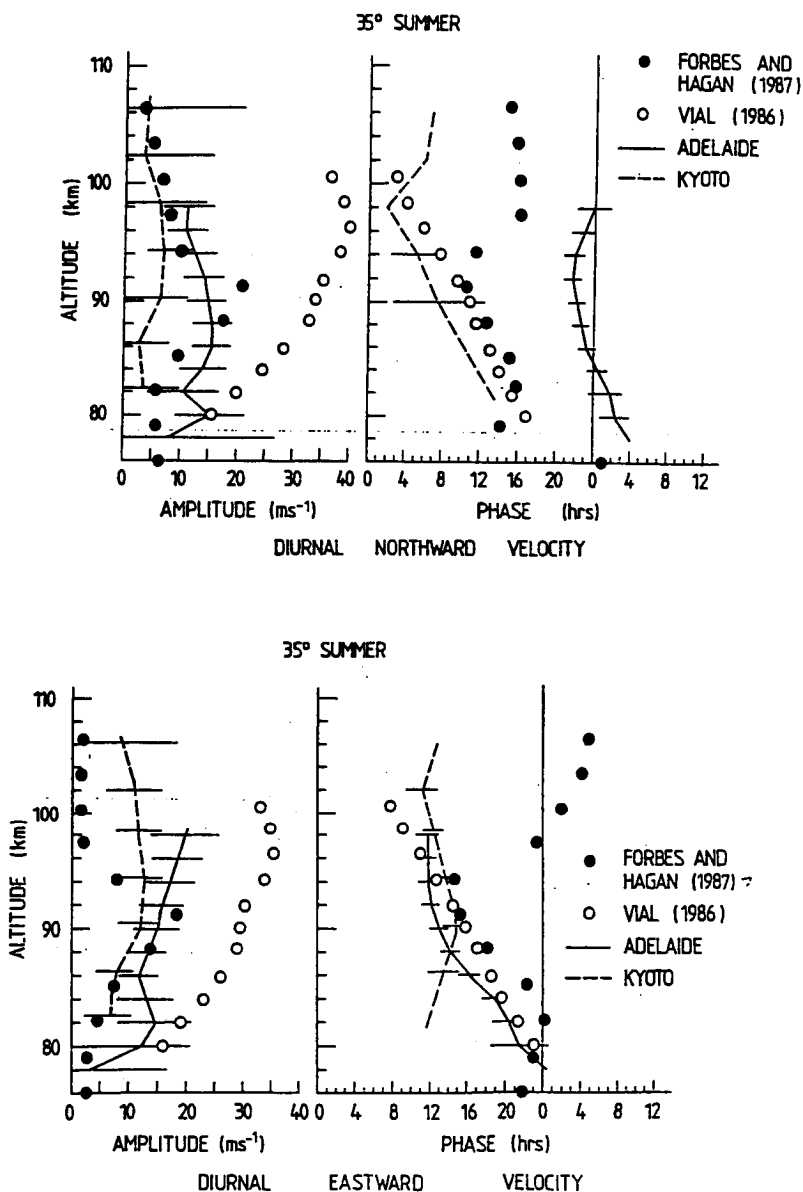 35° SUMMER
110
100
90
80
ALTITUDE (km)
0 10 20 30 40 0 4 8 12 16 0 4 8 12
AMPLITUDE (ms⁻¹) PHASE (hrs)
DIURNAL NORTHWARD VELOCITY
FORBES AND
HAGAN (1987)
VIAL (1986)
ADELAIDE
KYOTO
35° SUMMER
110
100
90
80
ALTITUDE (km)
0 10 20 30 40 0 4 8 12 16 20 0 4 8 12
AMPLITUDE (ms⁻¹) PHASE (hrs)
DIURNAL EASTWARD VELOCITY
FORBES AND
HAGAN (1987)
VIAL (1986)
ADELAIDE
KYOTO